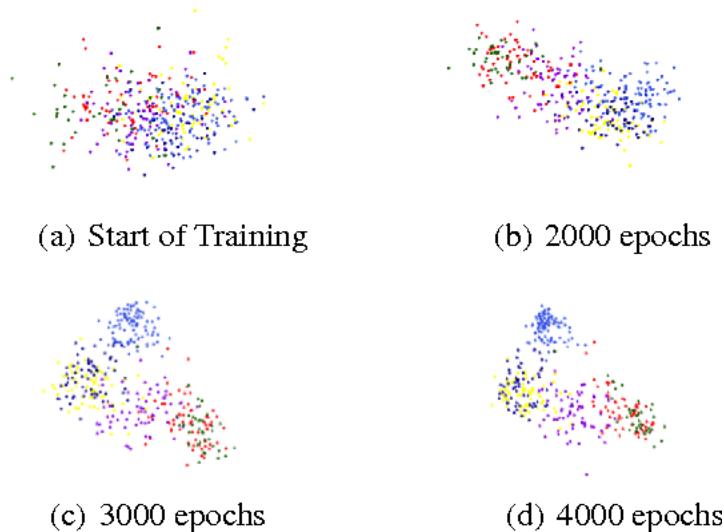 (a) Start of Training
(b) 2000 epochs
(c) 3000 epochs
(d) 4000 epochs